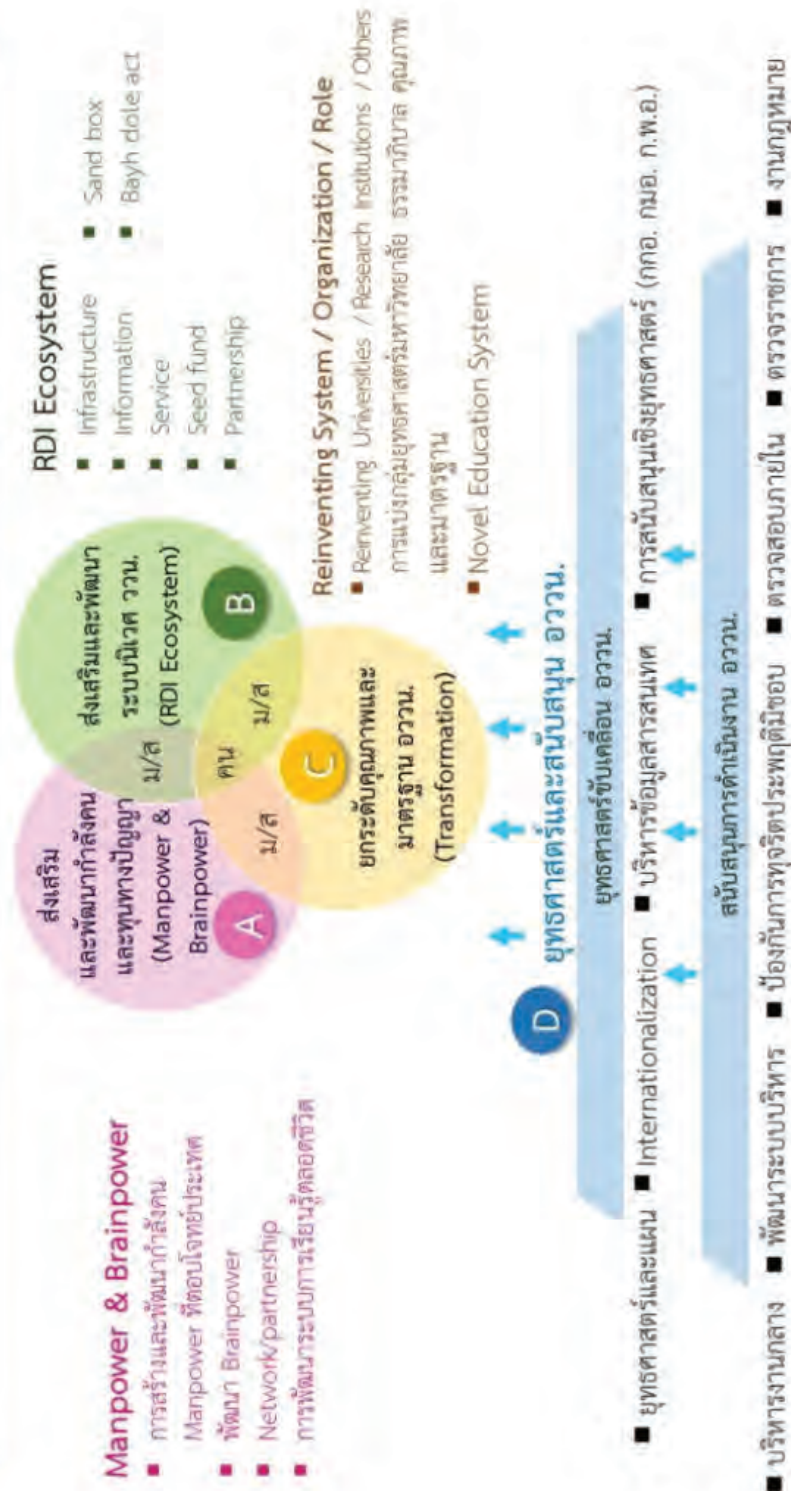 Manpower & Brainpower
▪ การสร้างและพัฒนากำลังคน
Manpower ที่ตอบโจทย์ประเทศ
▪ พัฒนา Brainpower
▪ Network/partnership
▪ การพัฒนาระบบการเรียนรู้ตลอดชีวิต
ส่งเสริม
และพัฒนากำลังคน
และทุนทางปัญญา
(Manpower &
Brainpower)
A
ม/ส
คน
ม/ส
ม/ส
ส่งเสริมและพัฒนา
ระบบนิเวศ ววน.
(RDI Ecosystem)
B
C
ยกระดับคุณภาพและ
มาตรฐาน อววน.
(Transformation)
RDI Ecosystem
▪ Infrastructure
▪ Information
▪ Service
▪ Seed fund
▪ Partnership
▪ Sand box
▪ Bayh dole act
Reinventing System / Organization / Role
▪ Reinventing Universities / Research Institutions / Others
การแบ่งกลุ่มยุทธศาสตร์มหาวิทยาลัย ธรรมาภิบาล คุณภาพ
และมาตรฐาน
▪ Novel Education System
D
ยุทธศาสตร์และสนับสนุน อววน.
ยุทธศาสตร์ขับเคลื่อน อววน.
▪ ยุทธศาสตร์และแผน ▪ Internationalization ▪ บริหารข้อมูลสารสนเทศ ▪ การสนับสนุนเชิงยุทธศาสตร์ (กกอ. กมอ. ก.พ.อ.)
สนับสนุนการดำเนินงาน อววน.
▪ บริหารงานกลาง ▪ พัฒนาระบบบริหาร ▪ ป้องกันการทุจริตประพฤติมิชอบ ▪ ตรวจสอบภายใน ▪ ตรวจราชการ ▪ งานกฎหมาย